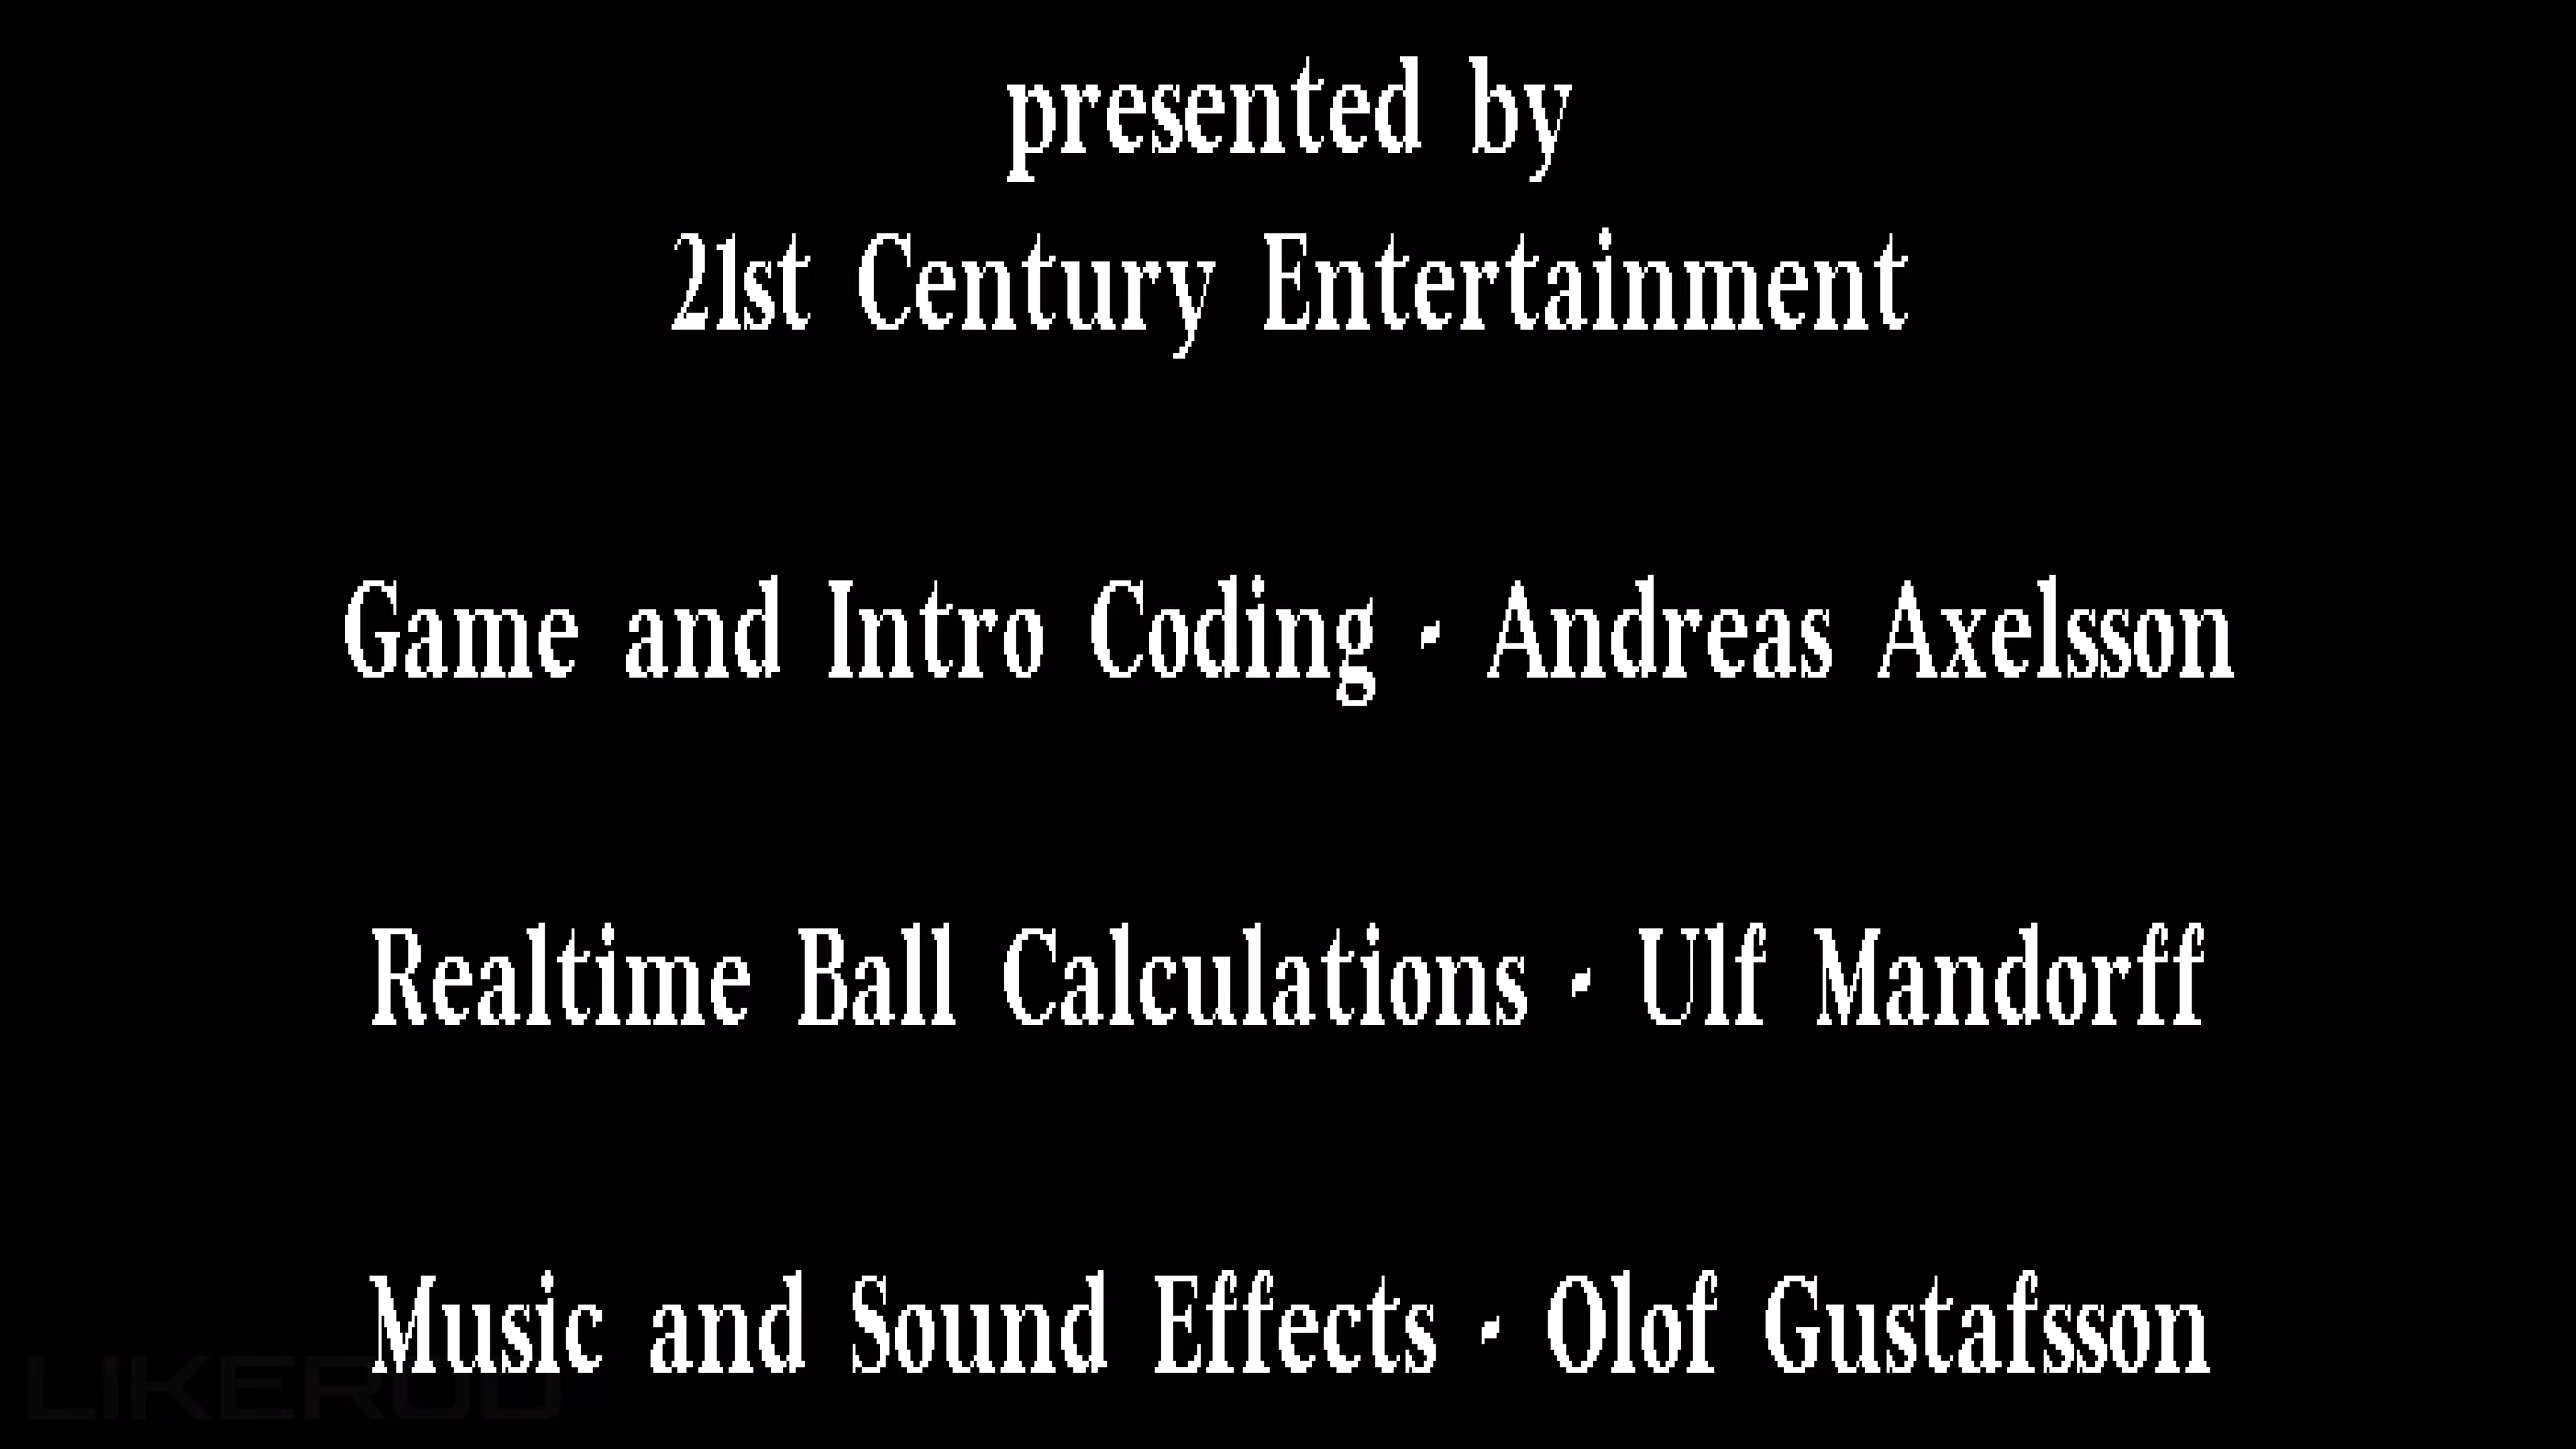 presented by
21st Century Entertainment
Game and Intro Coding - Andreas Axelsson
Realtime Ball Calculations - Ulf Mandorff
Music and Sound Effects - Olof Gustafsson
LIKEROD